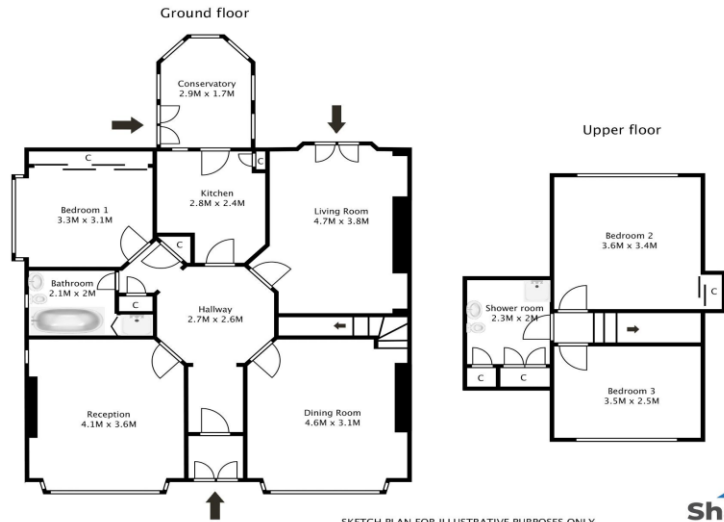 Ground floor
Conservatory
2.9M x 1.7M
C
C
Kitchen
2.8M x 2.4M
Bedroom 1
3.3M x 3.1M
Living Room
4.7M x 3.8M
C
Bathroom
2.1M x 2M
C
Hallway
2.7M x 2.6M
Reception
4.1M x 3.6M
Dining Room
4.6M x 3.1M
Upper floor
Bedroom 2
3.6M x 3.4M
C
Shower room
2.3M x 2M
C
C
Bedroom 3
3.5M x 2.5M
SKETCH PLAN FOR ILLUSTRATIVE PURPOSES ONLY
Sh